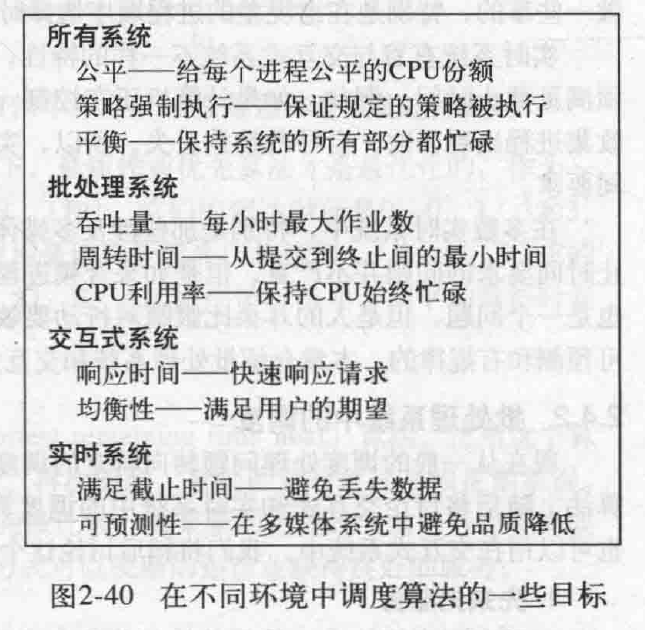 所有系统
公平——给每个进程公平的CPU份额
策略强制执行——保证规定的策略被执行
平衡——保持系统的所有部分都忙碌
批处理系统
吞吐量——每小时最大作业数
周转时间——从提交到终止间的最小时间
CPU利用率——保持CPU始终忙碌
交互式系统
响应时间——快速响应请求
均衡性——满足用户的期望
实时系统
满足截止时间——避免丢失数据
可预测性——在多媒体系统中避免品质降低
图2-40 在不同环境中调度算法的一些目标